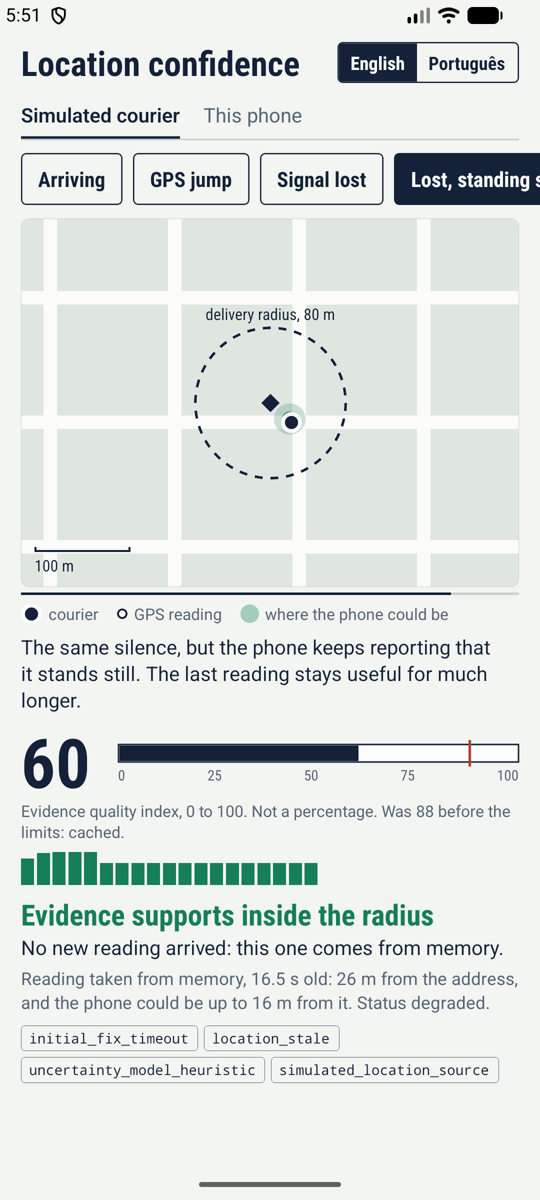 5:51
Location confidence
English
Português
Simulated courier
This phone
Arriving
GPS jump
Signal lost
Lost, standing s
delivery radius, 80 m
100 m
courier
GPS reading
where the phone could be
The same silence, but the phone keeps reporting that
it stands still. The last reading stays useful for much
longer.
60
0
25
50
75
100
Evidence quality index, 0 to 100. Not a percentage. Was 88 before the
limits: cached.
Evidence supports inside the radius
No new reading arrived: this one comes from memory.
Reading taken from memory, 16.5 s old: 26 m from the address,
and the phone could be up to 16 m from it. Status degraded.
initial_fix_timeout
location_stale
uncertainty_model_heuristic
simulated_location_source